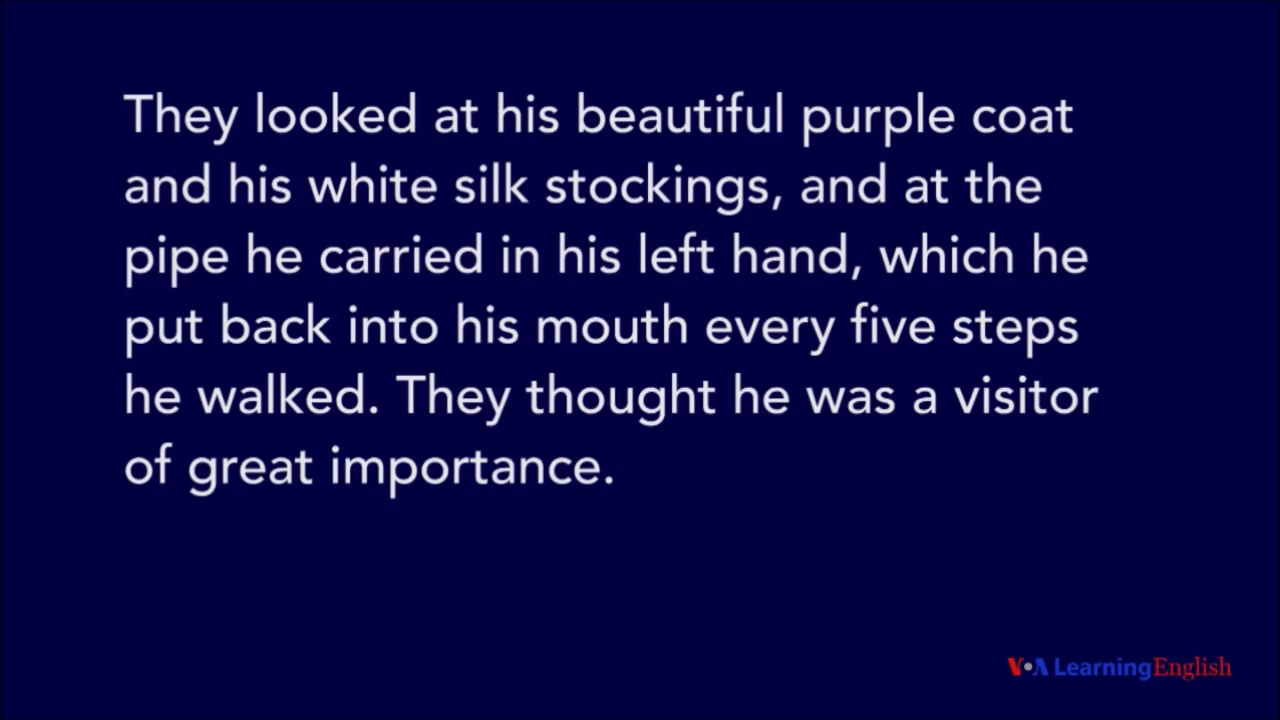 They looked at his beautiful purple coat
and his white silk stockings, and at the
pipe he carried in his left hand, which he
put back into his mouth every five steps
he walked. They thought he was a visitor
of great importance.
VOA LearningEnglish